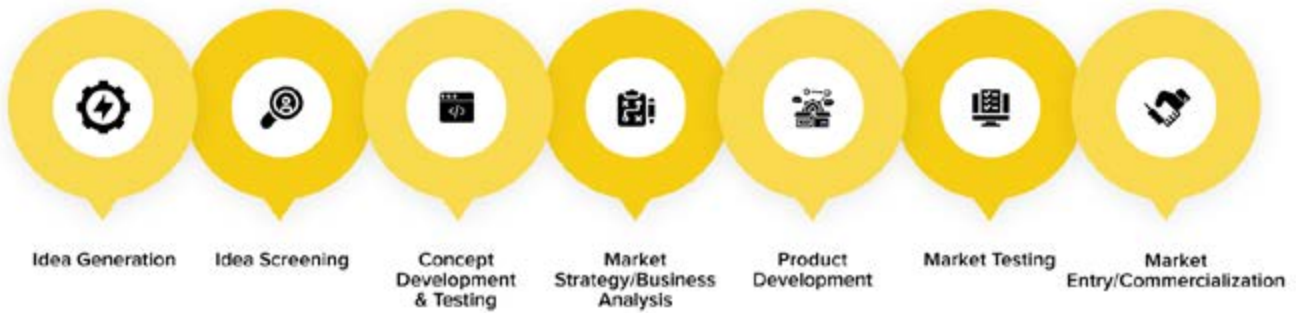 Idea Generation
Idea Screening
Concept
Development
& Testing
Market
Strategy/Business
Analysis
Product
Development
Market Testing
Market
Entry/Commercialization